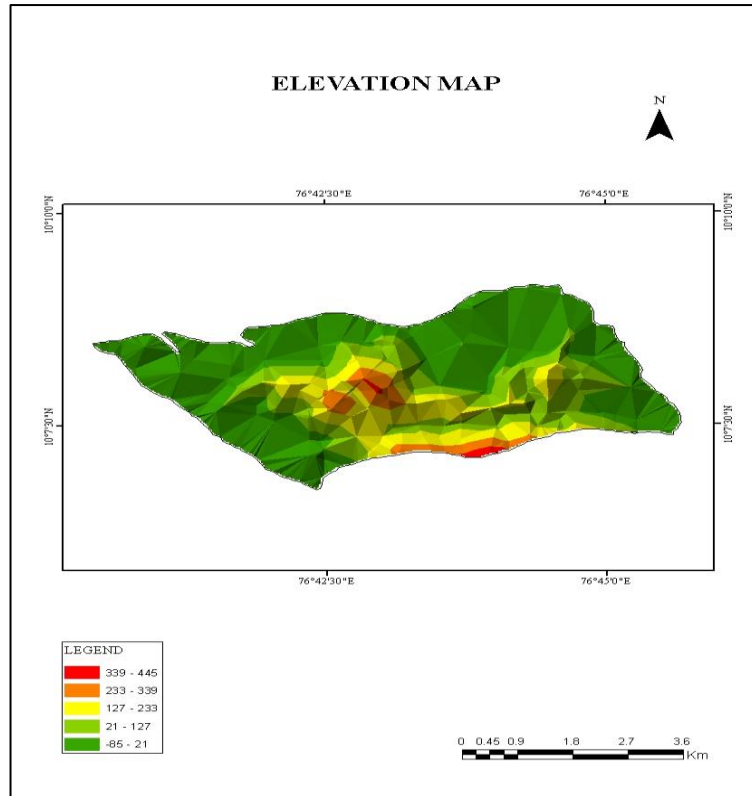 ELEVATION MAP
N
76°42'30"E 76°45'0"E
10°10'0"N 10°10'0"N
10°7'30"N 10°7'30"N
76°42'30"E 76°45'0"E
LEGEND
339 - 445
233 - 339
127 - 233
21 - 127
-85 - 21
0 0.45 0.9 1.8 2.7 3.6
Km